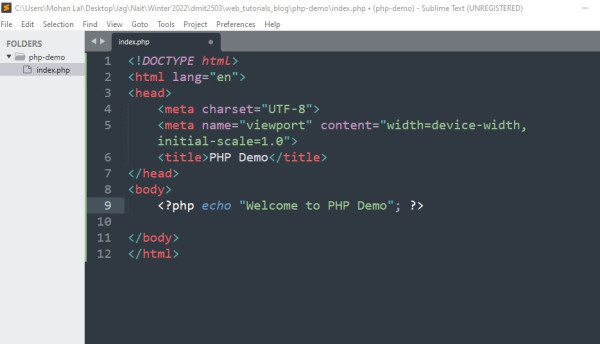 C:\Users\Mohan Lal\Desktop\Jag\Nait\Winter'2022\dmit2503\web_tutorials_blog\php-demo\index.php • (php-demo) - Sublime Text (UNREGISTERED)
File Edit Selection Find View Goto Tools Project Preferences Help
FOLDERS
php-demo
index.php
index.php
1 <!DOCTYPE html>
2 <html lang="en">
3 <head>
4 <meta charset="UTF-8">
5 <meta name="viewport" content="width=device-width,
initial-scale=1.0">
6 <title>PHP Demo</title>
7 </head>
8 <body>
9 <?php echo "Welcome to PHP Demo"; ?>
10
11 </body>
12 </html>